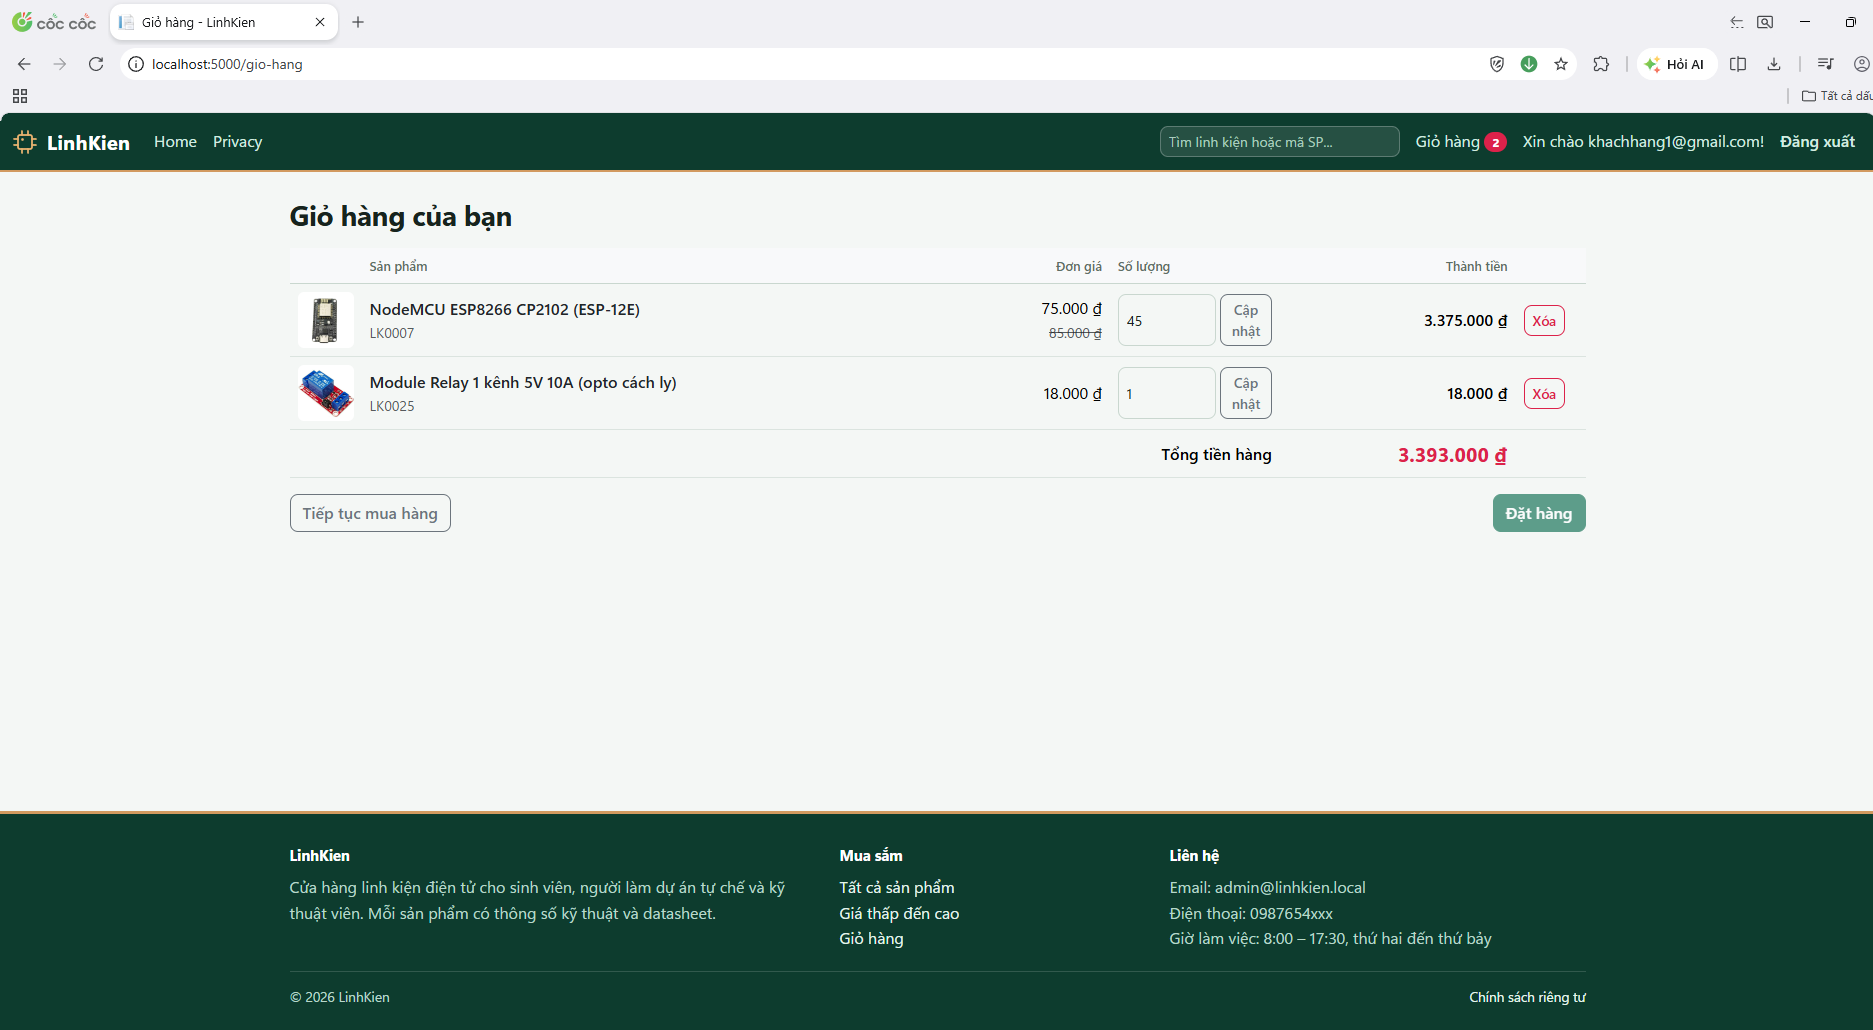 cốc cốc
Giỏ hàng - LinhKien
localhost:5000/gio-hang
Hỏi AI
Tất cả dấu
LinhKien
Home
Privacy
Tìm linh kiện hoặc mã SP...
Giỏ hàng 2
Xin chào khachhang1@gmail.com!
Đăng xuất
Giỏ hàng của bạn
Sản phẩm Đơn giá Số lượng Thành tiền
NodeMCU ESP8266 CP2102 (ESP-12E)
LK0007
75.000 ₫
85.000 ₫
45
Cập
nhật
3.375.000 ₫
Xóa
Module Relay 1 kênh 5V 10A (opto cách ly)
LK0025
18.000 ₫
1
Cập
nhật
18.000 ₫
Xóa
Tổng tiền hàng 3.393.000 ₫
Tiếp tục mua hàng
Đặt hàng
LinhKien
Cửa hàng linh kiện điện tử cho sinh viên, người làm dự án tự chế và kỹ
thuật viên. Mỗi sản phẩm có thông số kỹ thuật và datasheet.
Mua sắm
Tất cả sản phẩm
Giá thấp đến cao
Giỏ hàng
Liên hệ
Email: admin@linhkien.local
Điện thoại: 0987654xxx
Giờ làm việc: 8:00 – 17:30, thứ hai đến thứ bảy
© 2026 LinhKien
Chính sách riêng tư